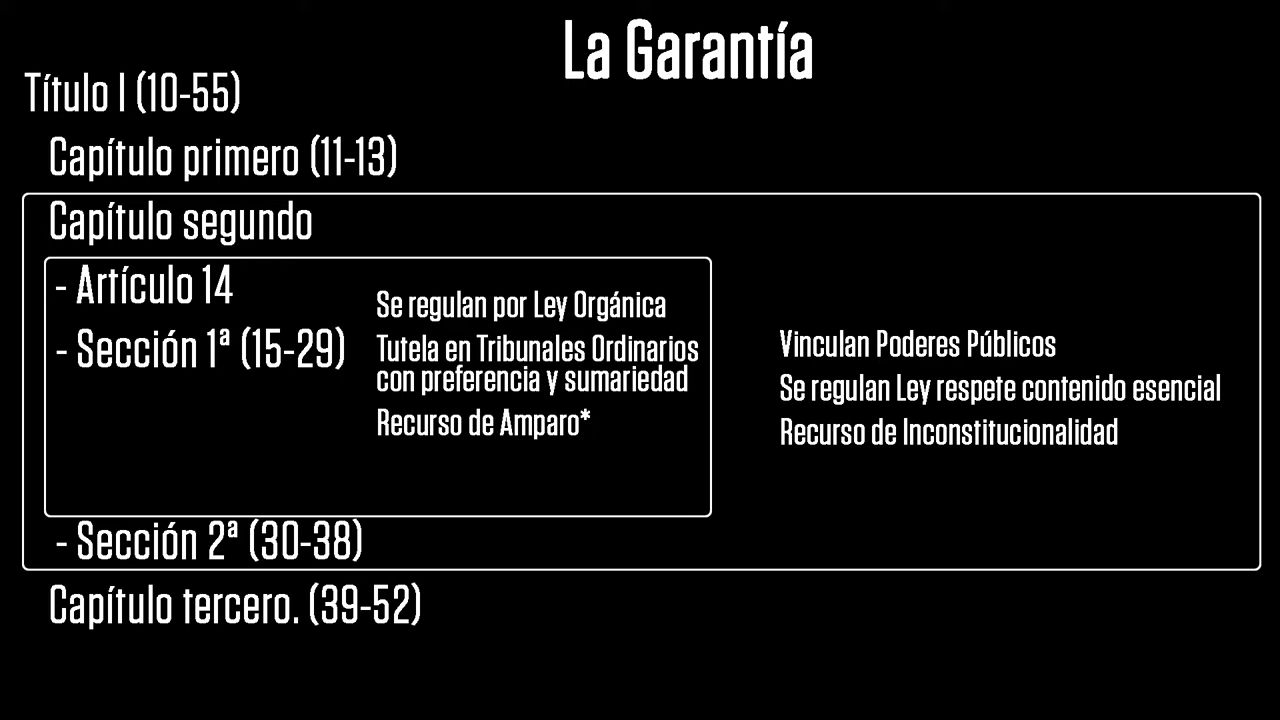 La Garantía
Título I (10-55)
Capítulo primero (11-13)
Capítulo segundo
- Artículo 14
- Sección 1ª (15-29)
Se regulan por Ley Orgánica
Tutela en Tribunales Ordinarios
con preferencia y sumariedad
Recurso de Amparo*
Vinculan Poderes Públicos
Se regulan Ley respete contenido esencial
Recurso de Inconstitucionalidad
- Sección 2ª (30-38)
Capítulo tercero. (39-52)